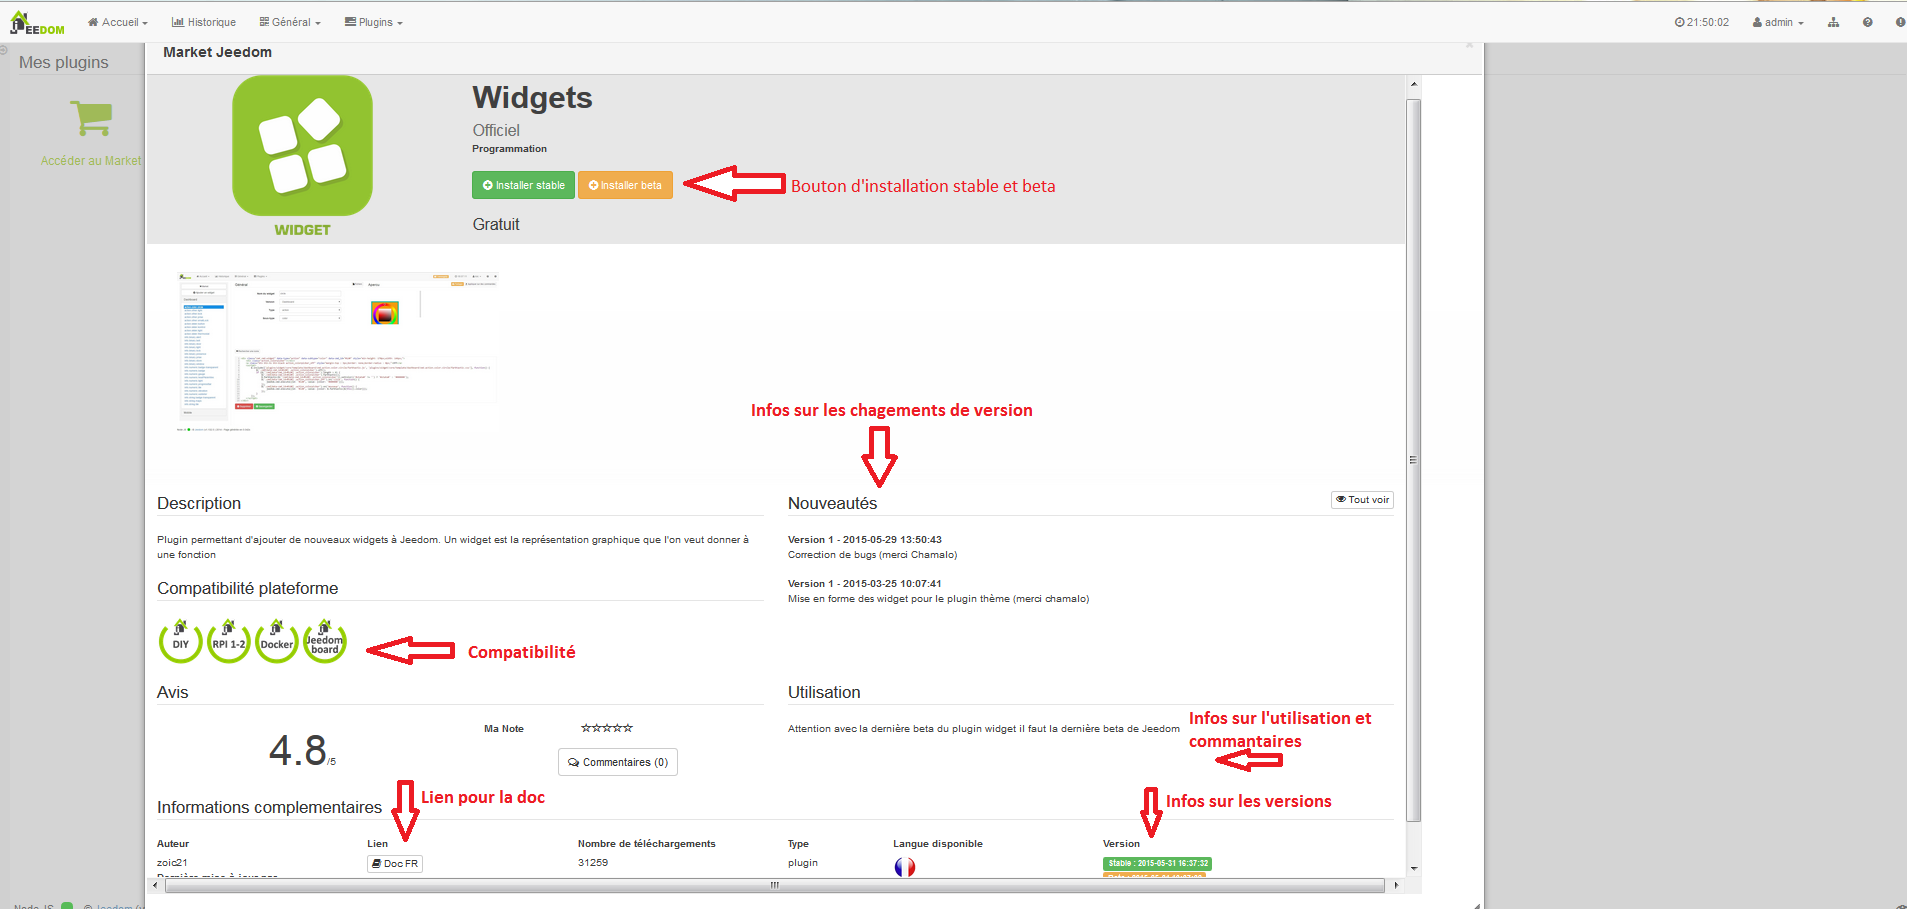 JEEDOM
Accueil
Historique
Général
Plugins
21:50:02
admin
Mes plugins
Accéder au Market
Market Jeedom
WIDGET
Widgets
Officiel
Programmation
Installer stable
Installer beta
Bouton d'installation stable et beta
Gratuit
Infos sur les chagements de version
Description
Plugin permettant d'ajouter de nouveaux widgets à Jeedom. Un widget est la représentation graphique que l'on veut donner à
une fonction
Nouveautés
Tout voir
Version 1 - 2015-05-29 13:50:43
Correction de bugs (merci Chamalo)
Version 1 - 2015-03-25 10:07:41
Mise en forme des widget pour le plugin thème (merci chamalo)
Compatibilité plateforme
DIY
RPI 1-2
Docker
Jeedom
board
Compatibilité
Avis
4.8/5
Ma Note
Commentaires (0)
Utilisation
Attention avec la dernière beta du plugin widget il faut la dernière beta de Jeedom
Infos sur l'utilisation et
commantaires
Lien pour la doc
Infos sur les versions
Informations complementaires
Auteur
zoic21
Lien
Doc FR
Nombre de téléchargements
31259
Type
plugin
Langue disponible
Version
Stable : 2015-05-31 16:37:32